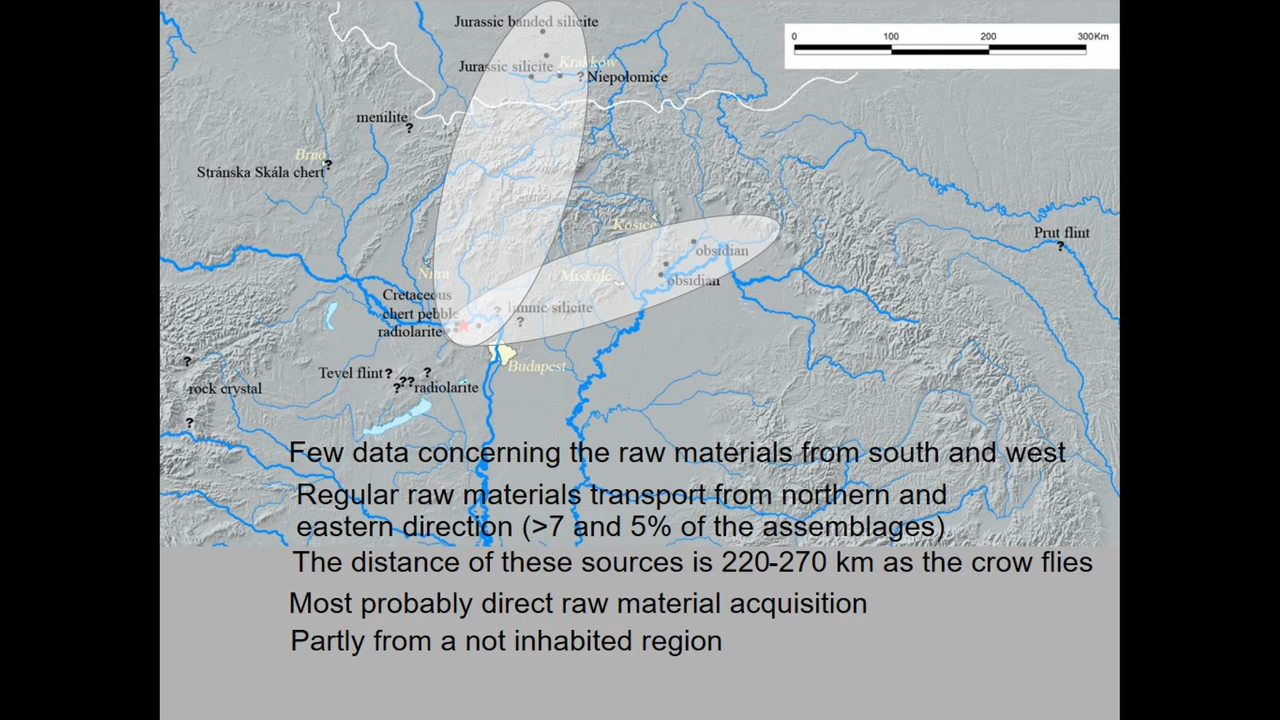 Jurassic banded silicite
0 100 200 300Km
Jurassic silicite
Krakkow
? Niepołomice
menilite
?
Brno
?
Stránska Skála chert
Kosice
Prut flint
?
obsidian
Nitra
Miskolc
obsidian
Cretaceous
chert pebble
? limnic silicite
?
radiolarite
Budapest
?
rock crystal
Tevel flint ?
?
? ?
?
radiolarite
?
Few data concerning the raw materials from south and west
Regular raw materials transport from northern and
eastern direction (>7 and 5% of the assemblages)
The distance of these sources is 220-270 km as the crow flies
Most probably direct raw material acquisition
Partly from a not inhabited region